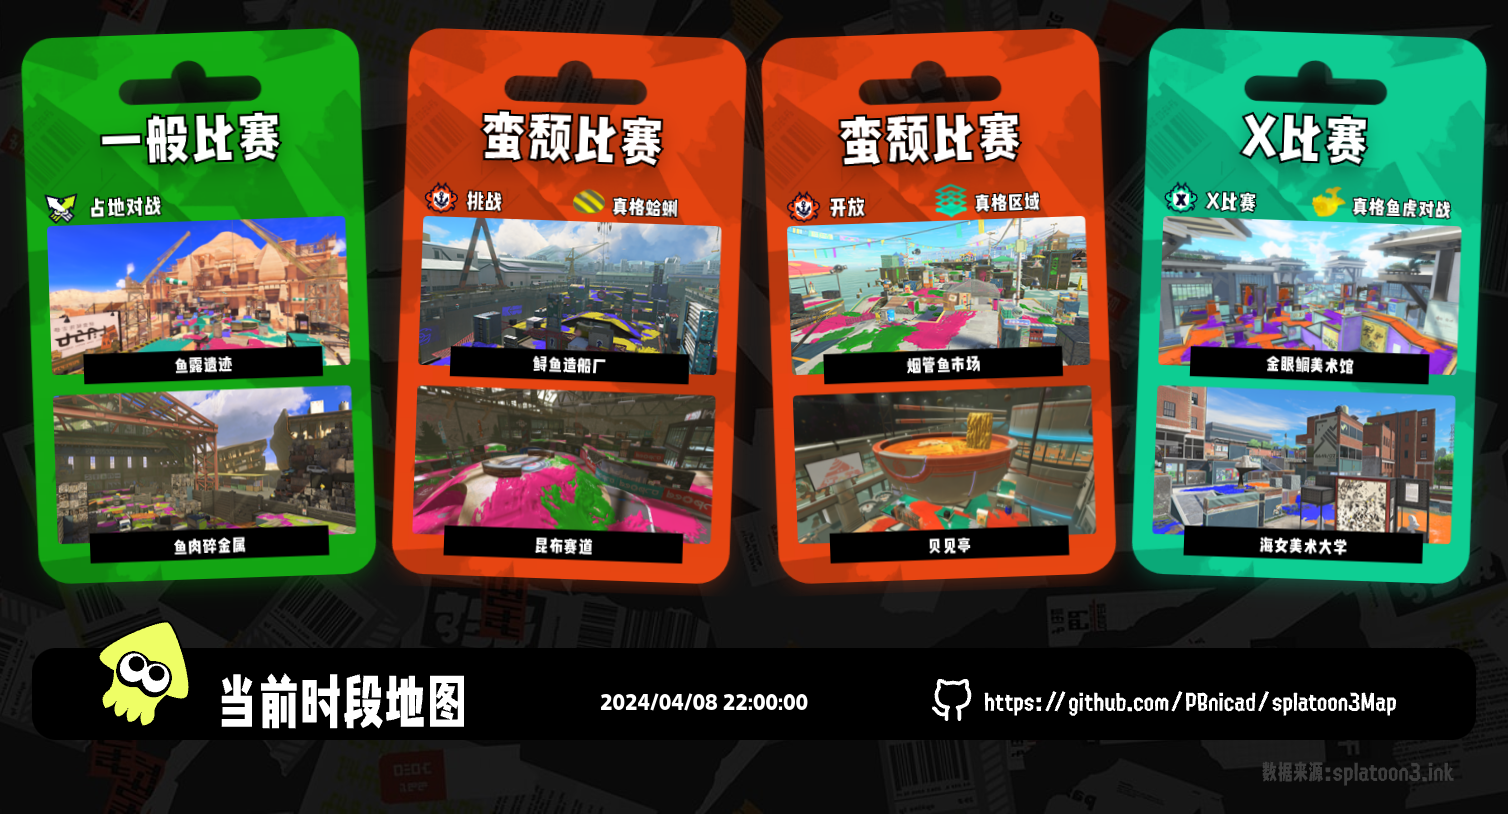 一般比赛
占地对战
鱼露遗迹
鱼肉碎金属
蛮颓比赛
挑战
真格蛤蜊
鲟鱼造船厂
昆布赛道
蛮颓比赛
开放
真格区域
烟管鱼市场
贝贝亭
X比赛
X比赛
真格鱼虎对战
金眼鲷美术馆
海女美术大学
当前时段地图
2024/04/08 22:00:00
https://github.com/PBnicad/splatoon3Map
数据来源:splatoon3.ink